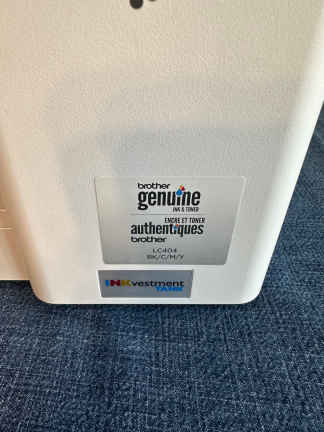 brother
genuine
INK & TONER
ENCRE ET TONER
authentiques
brother
LC404
BK/C/M/Y
INKvestment
TANK